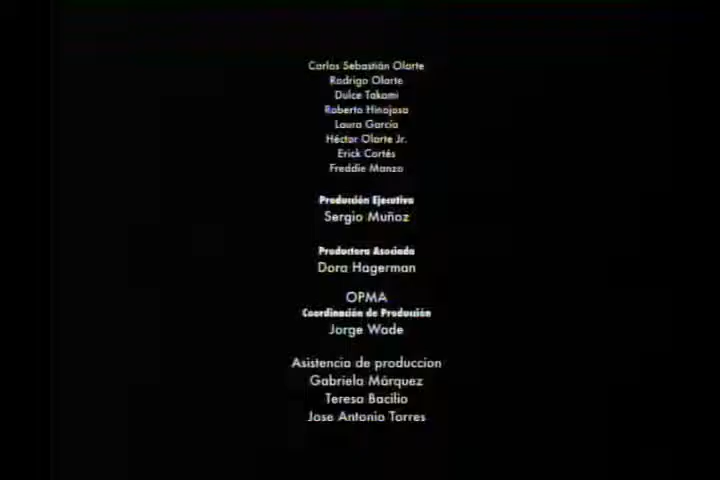 Carlos Sebastián Olarte
Rodrigo Olarte
Dulce Takami
Roberto Hinojosa
Laura García
Héctor Olarte Jr.
Erick Cortés
Freddie Manzo
Producción Ejecutiva
Sergio Muñoz
Productora Asociada
Dora Hagerman
OPMA
Coordinación de Producción
Jorge Wade
Asistencia de produccion
Gabriela Márquez
Teresa Bacilio
Jose Antonio Torres